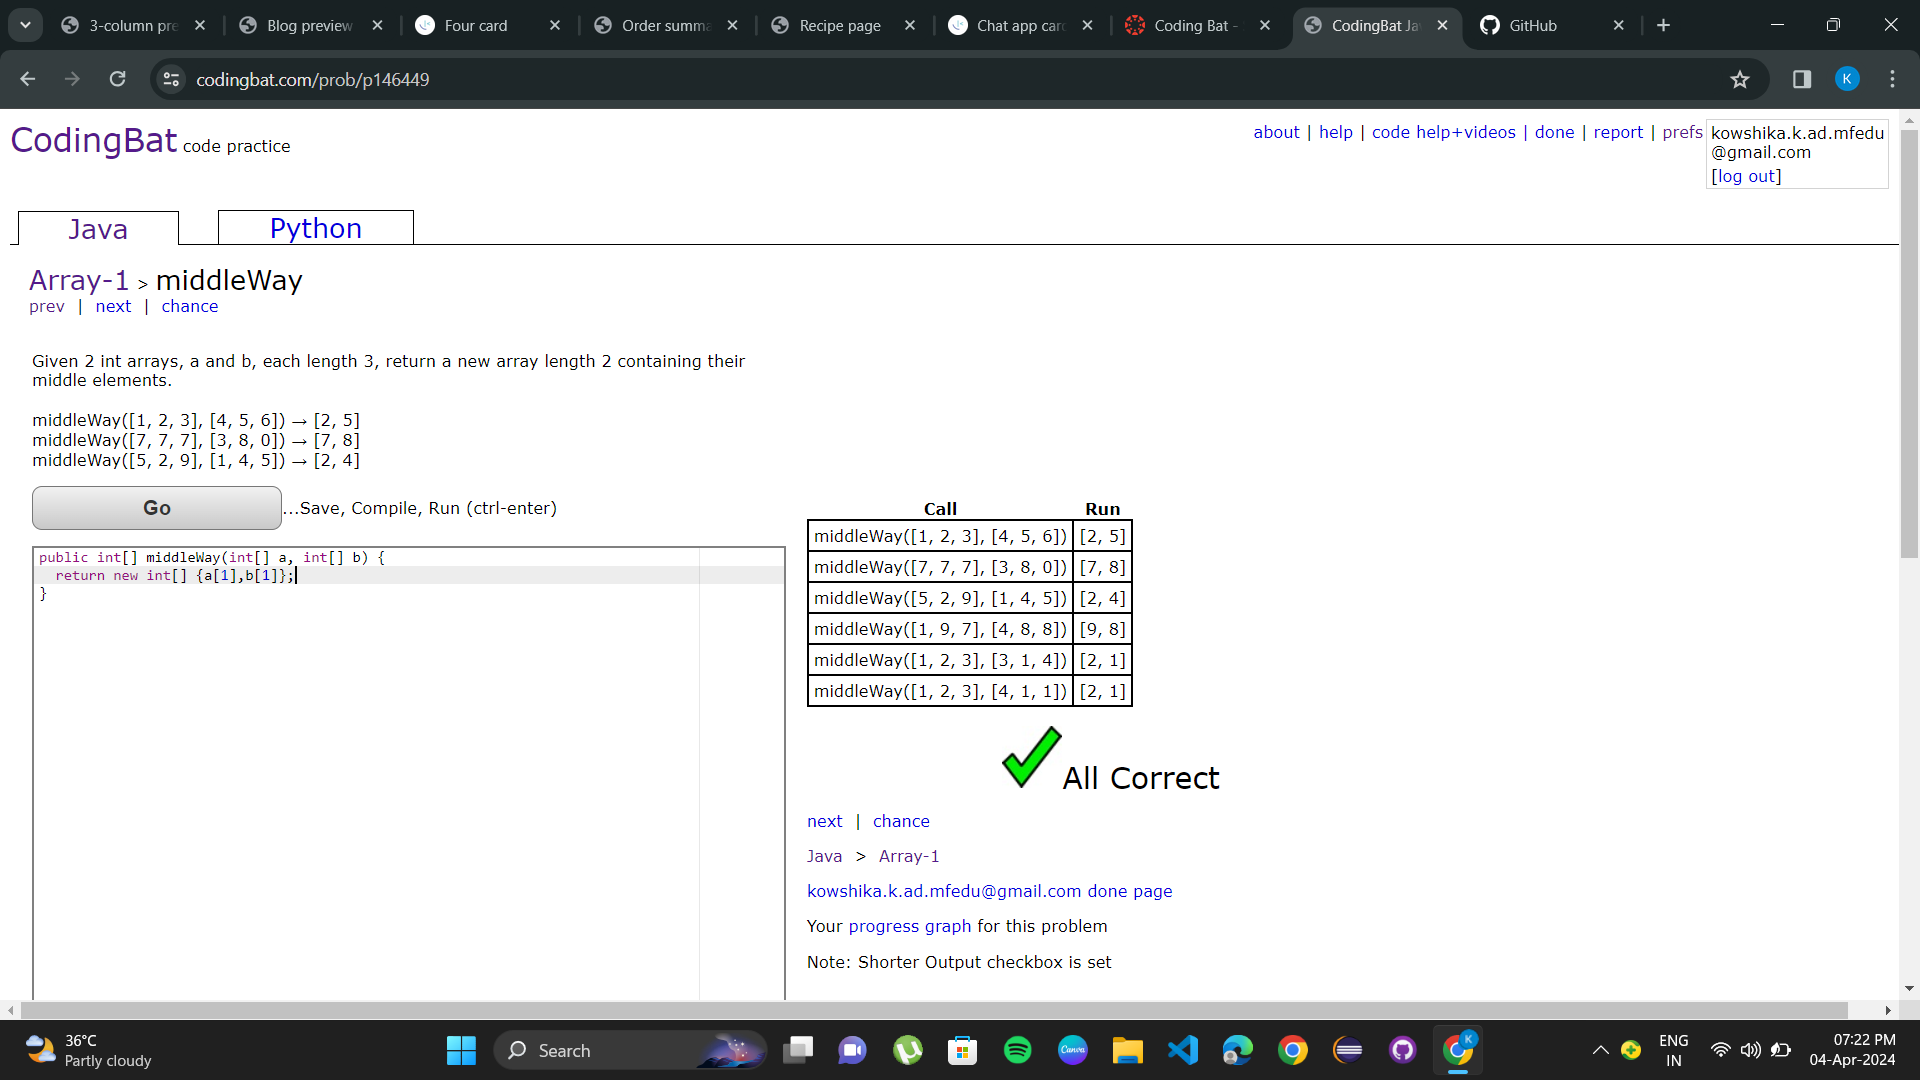 3-column pre
Blog preview
Four card
Order summa
Recipe page
Chat app card
Coding Bat -
CodingBat Ja
GitHub
codingbat.com/prob/p146449
K
CodingBat code practice
about | help | code help+videos | done | report | prefs
kowshika.k.ad.mfedu
@gmail.com
[log out]
Java
Python
Array-1 > middleWay
prev | next | chance
Given 2 int arrays, a and b, each length 3, return a new array length 2 containing their
middle elements.
middleWay([1, 2, 3], [4, 5, 6]) → [2, 5]
middleWay([7, 7, 7], [3, 8, 0]) → [7, 8]
middleWay([5, 2, 9], [1, 4, 5]) → [2, 4]
Go
...Save, Compile, Run (ctrl-enter)
public int[] middleWay(int[] a, int[] b) {
return new int[] {a[1],b[1]};
}
Call Run
middleWay([1, 2, 3], [4, 5, 6]) [2, 5]
middleWay([7, 7, 7], [3, 8, 0]) [7, 8]
middleWay([5, 2, 9], [1, 4, 5]) [2, 4]
middleWay([1, 9, 7], [4, 8, 8]) [9, 8]
middleWay([1, 2, 3], [3, 1, 4]) [2, 1]
middleWay([1, 2, 3], [4, 1, 1]) [2, 1]
All Correct
next | chance
Java > Array-1
kowshika.k.ad.mfedu@gmail.com done page
Your progress graph for this problem
Note: Shorter Output checkbox is set
36°C
Partly cloudy
Search
Canva
K
ENG
IN
07:22 PM
04-Apr-2024